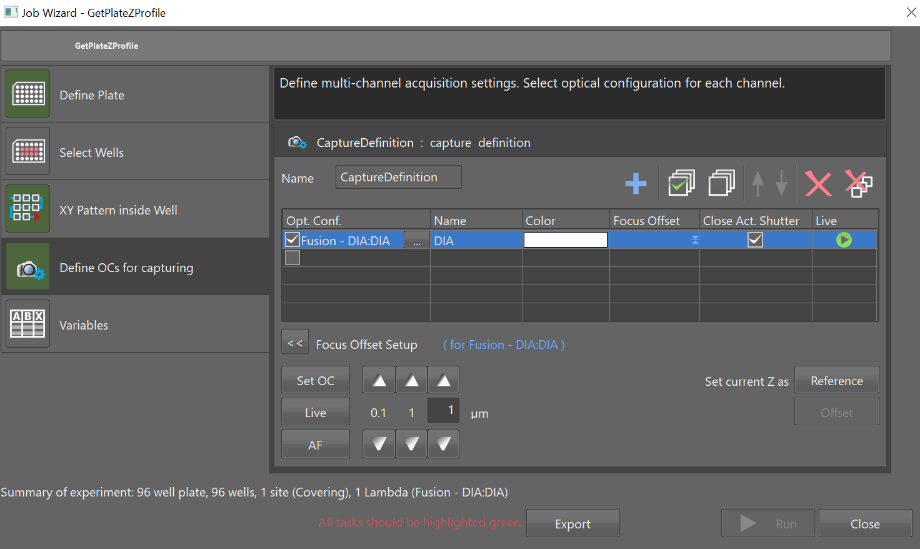 Job Wizard - GetPlateZProfile
GetPlateZProfile
Define Plate
Select Wells
XY Pattern inside Well
Define OCs for capturing
ABX
Variables
Define multi-channel acquisition settings. Select optical configuration for each channel.
CaptureDefinition : capture definition
Name CaptureDefinition
Opt. Conf. Name Color Focus Offset Close Act. Shutter Live
Fusion - DIA:DIA ... DIA
<< Focus Offset Setup ( for Fusion - DIA:DIA )
Set OC Set current Z as Reference
Live 0.1 1 1 µm Offset
AF
Summary of experiment: 96 well plate, 96 wells, 1 site (Covering), 1 Lambda (Fusion - DIA:DIA)
All tasks should be highlighted green Export Run Close